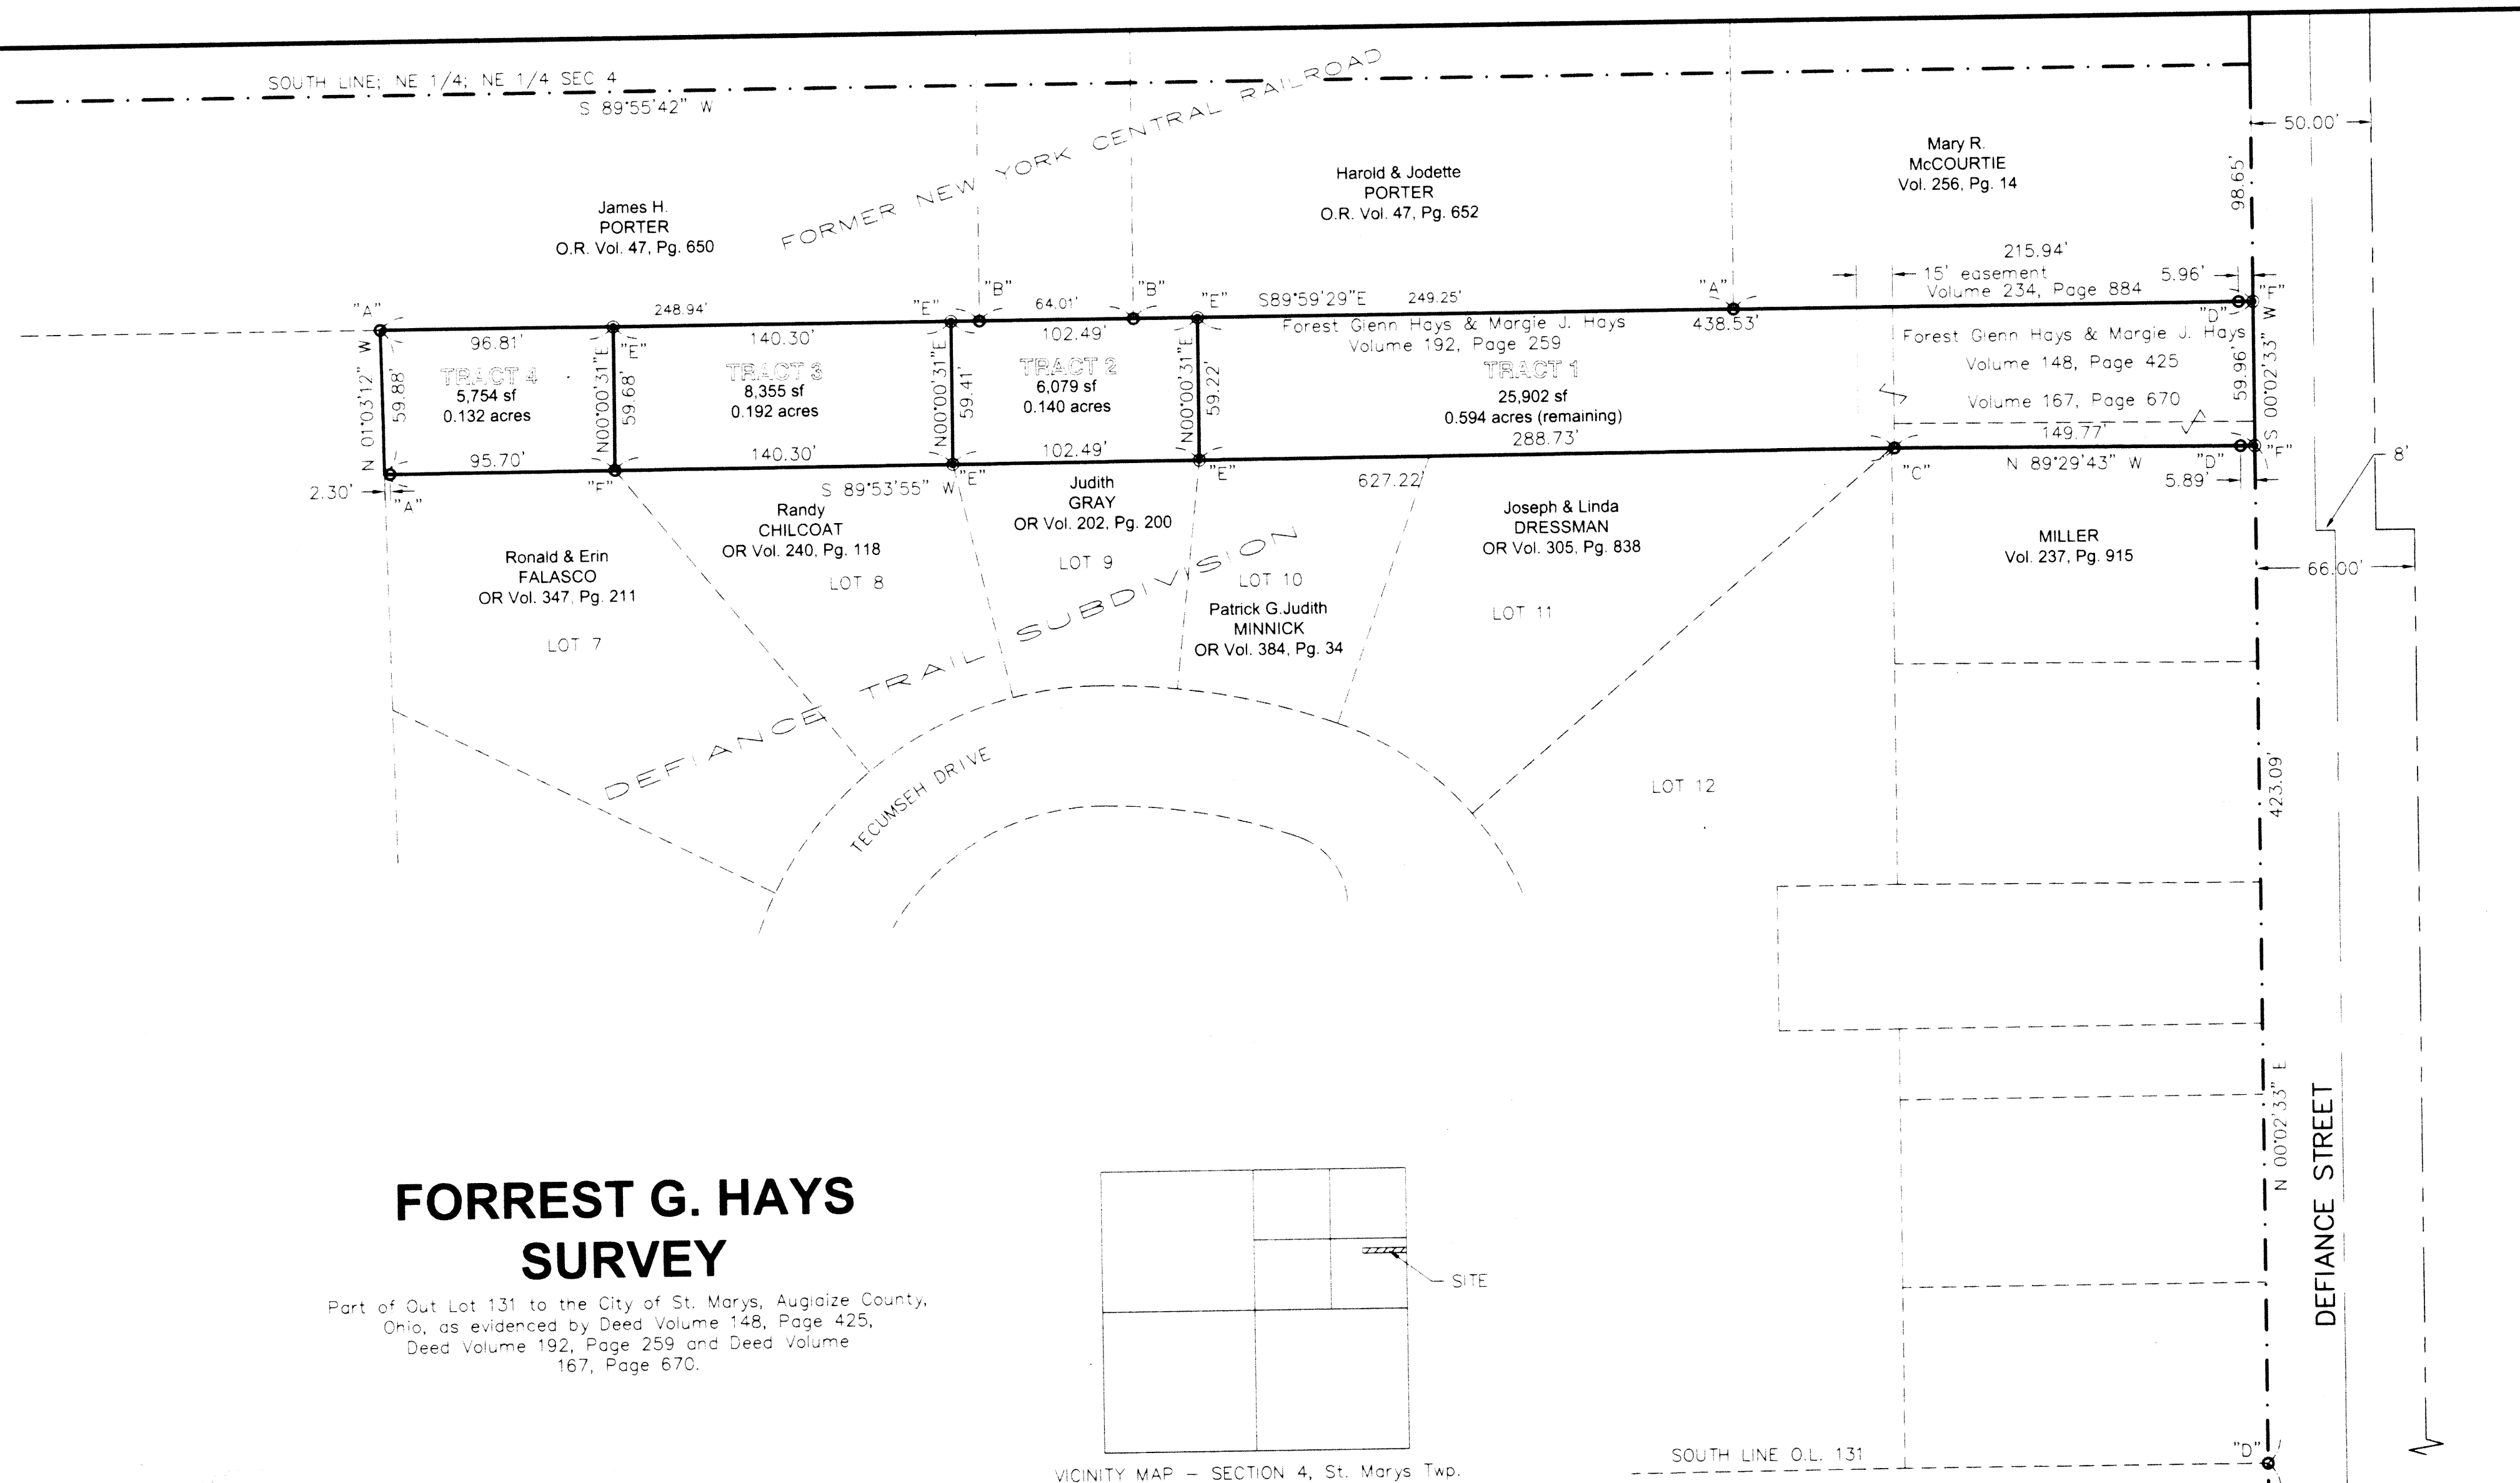 SOUTH LINE; NE 1/4; NE 1/4 SEC 4
S 89°55'42" W
FORMER NEW YORK CENTRAL RAILROAD
50.00'
98.65'
James H.
PORTER
O.R. Vol. 47, Pg. 650
Harold & Jodette
PORTER
O.R. Vol. 47, Pg. 652
Mary R.
McCOURTIE
Vol. 256, Pg. 14
215.94'
15' easement
Volume 234, Page 884
5.96'
"A"
248.94'
"E"
"B"
64.01'
"B"
"E"
S89°59'29"E
249.25'
"A"
"F"
"D"
96.81'
"E"
140.30'
102.49'
Forest Glenn Hays & Margie J. Hays
Volume 192, Page 259
438.53'
Forest Glenn Hays & Margie J. Hays
Volume 148, Page 425
Volume 167, Page 670
N 01°03'12" W
59.88'
TRACT 4
5,754 sf
0.132 acres
N00°00'31"E
59.68'
TRACT 3
8,355 sf
0.192 acres
N00°00'31"E
59.41'
TRACT 2
6,079 sf
0.140 acres
N00°00'31"E
59.22'
TRACT 1
25,902 sf
0.594 acres (remaining)
288.73'
59.96'
S 00°02'33" W
149.77'
95.70'
140.30'
102.49'
2.30'
"A"
"F"
S 89°53'55" W
"E"
"E"
627.22'
"C"
N 89°29'43" W
"D"
"F"
5.89'
8'
Ronald & Erin
FALASCO
OR Vol. 347, Pg. 211
LOT 7
Randy
CHILCOAT
OR Vol. 240, Pg. 118
LOT 8
Judith
GRAY
OR Vol. 202, Pg. 200
LOT 9
LOT 10
Patrick G.Judith
MINNICK
OR Vol. 384, Pg. 34
Joseph & Linda
DRESSMAN
OR Vol. 305, Pg. 838
LOT 11
MILLER
Vol. 237, Pg. 915
66.00'
DEFIANCE TRAIL SUBDIVISION
TECUMSEH DRIVE
LOT 12
423.09'
N 00°02'33" E
DEFIANCE STREET
FORREST G. HAYS
SURVEY
Part of Out Lot 131 to the City of St. Marys, Auglaize County,
Ohio, as evidenced by Deed Volume 148, Page 425,
Deed Volume 192, Page 259 and Deed Volume
167, Page 670.
SITE
VICINITY MAP – SECTION 4, St. Marys Twp.
SOUTH LINE O.L. 131
"D"